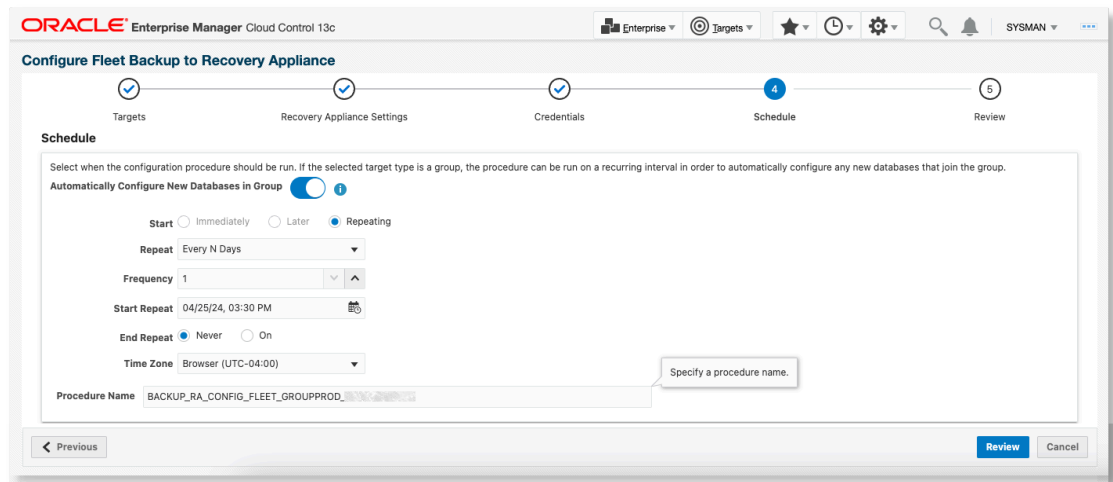 ORACLE Enterprise Manager Cloud Control 13c Enterprise Targets SYSMAN
Configure Fleet Backup to Recovery Appliance
4 5
Targets Recovery Appliance Settings Credentials Schedule Review
Schedule
Select when the configuration procedure should be run. If the selected target type is a group, the procedure can be run on a recurring interval in order to automatically configure any new databases that join the group.
Automatically Configure New Databases in Group i
Start Immediately Later Repeating
Repeat Every N Days
Frequency 1
Start Repeat 04/25/24, 03:30 PM
End Repeat Never On
Time Zone Browser (UTC-04:00)
Specify a procedure name.
Procedure Name BACKUP_RA_CONFIG_FLEET_GROUPPROD_
Previous Review Cancel